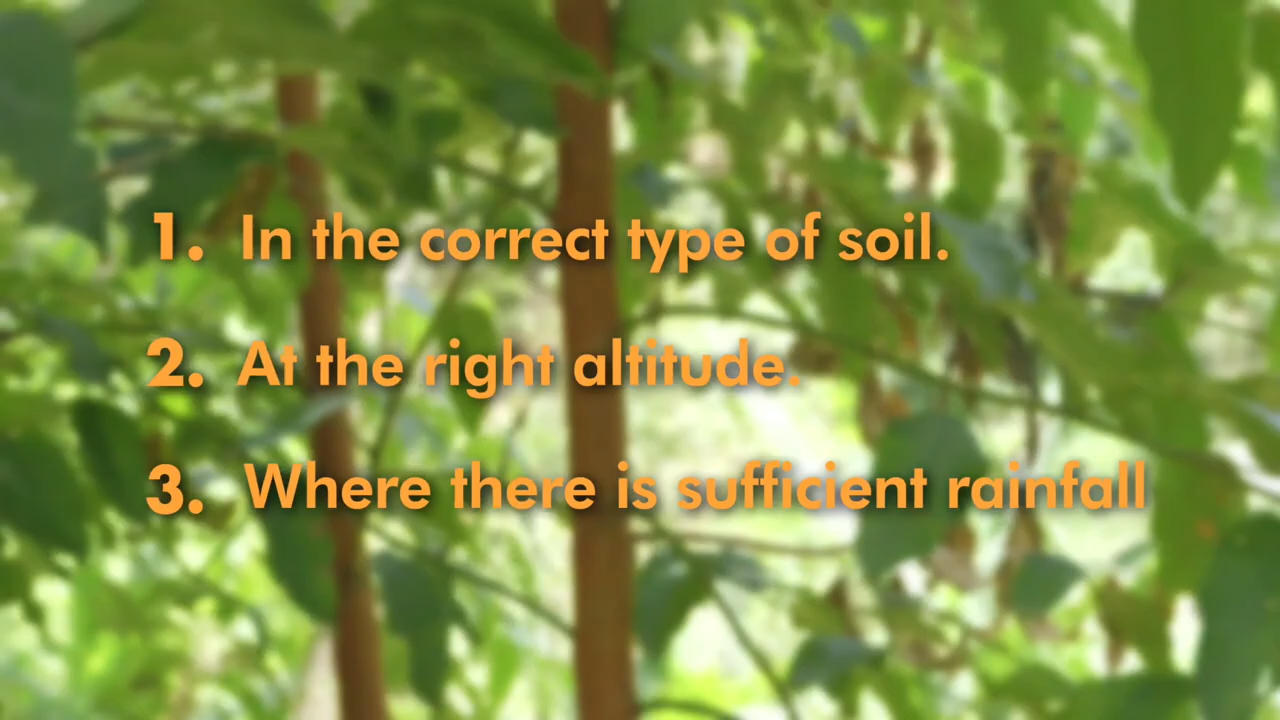 1. In the correct type of soil.
2. At the right altitude.
3. Where there is sufficient rainfall